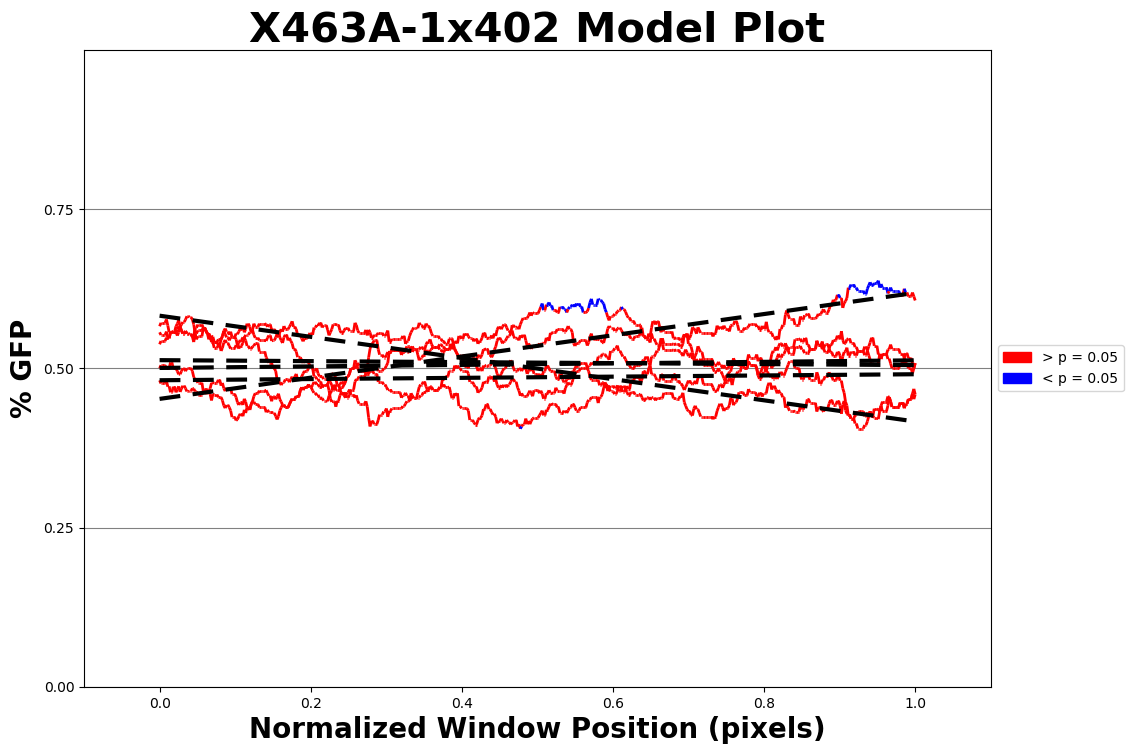 X463A-1x402 Model Plot
% GFP
0.75
0.50
0.25
0.00
0.0 0.2 0.4 0.6 0.8 1.0
Normalized Window Position (pixels)
> p = 0.05
< p = 0.05